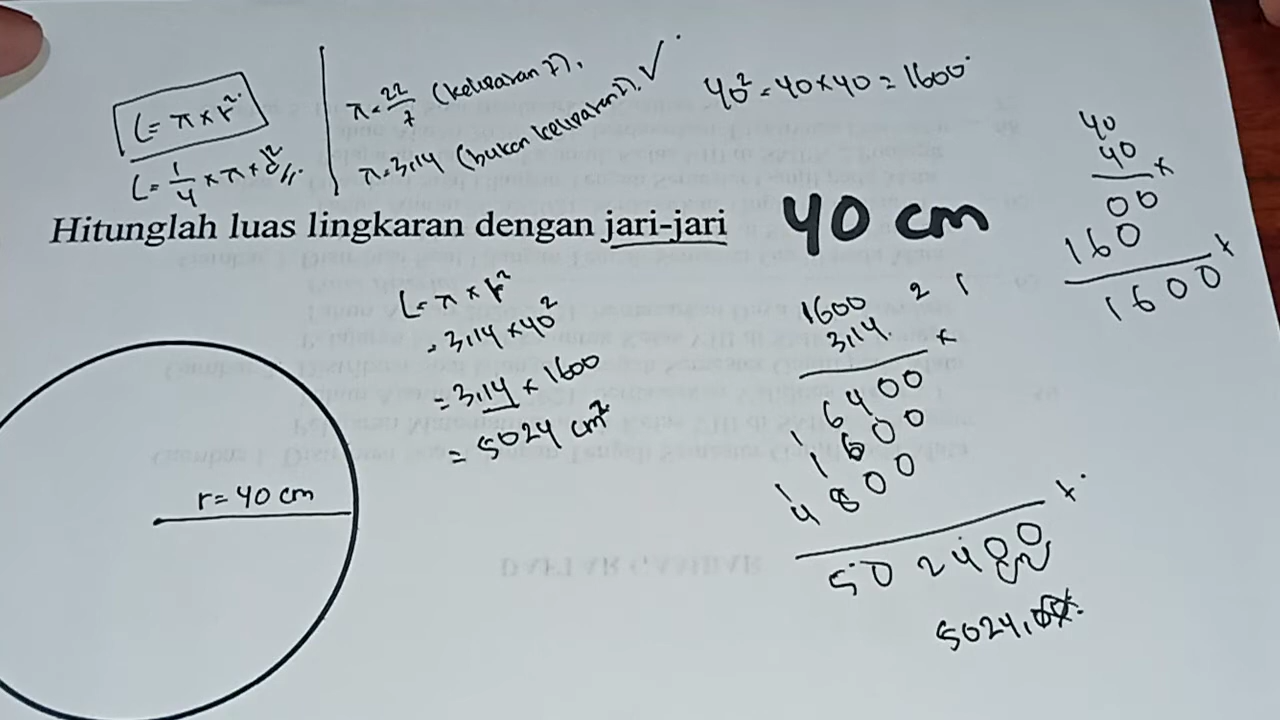 L = π × r²
L = 1/4 × π × d²
π = 22/7 (kelipatan 7).
π = 3,14 (bukan kelipatan 7). ✓
40² = 40 × 40 = 1600
40
40 ×
00
160 +
1600
Hitunglah luas lingkaran dengan jari-jari 40 cm
L = π × r²
= 3,14 × 40²
= 3,14 × 1600
= 5024 cm²
r = 40 cm
1600 2 1
3,14 ×
6400
1600
4800 +
502400
5024,00